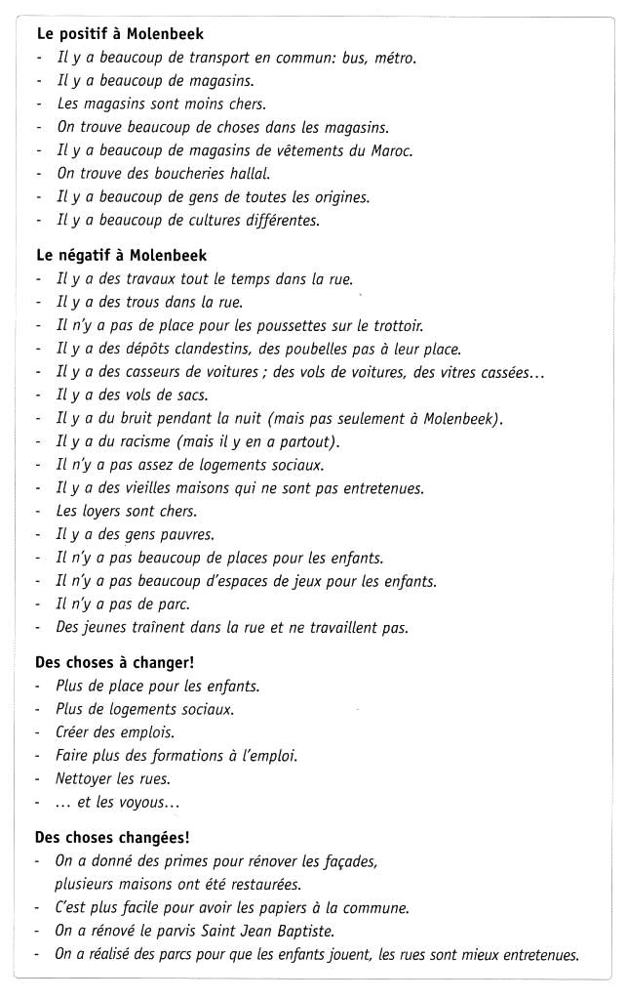 Le positif à Molenbeek
- Il y a beaucoup de transport en commun: bus, métro.
- Il y a beaucoup de magasins.
- Les magasins sont moins chers.
- On trouve beaucoup de choses dans les magasins.
- Il y a beaucoup de magasins de vêtements du Maroc.
- On trouve des boucheries hallal.
- Il y a beaucoup de gens de toutes les origines.
- Il y a beaucoup de cultures différentes.
Le négatif à Molenbeek
- Il y a des travaux tout le temps dans la rue.
- Il y a des trous dans la rue.
- Il n'y a pas de place pour les poussettes sur le trottoir.
- Il y a des dépôts clandestins, des poubelles pas à leur place.
- Il y a des casseurs de voitures ; des vols de voitures, des vitres cassées...
- Il y a des vols de sacs.
- Il y a du bruit pendant la nuit (mais pas seulement à Molenbeek).
- Il y a du racisme (mais il y en a partout).
- Il n'y a pas assez de logements sociaux.
- Il y a des vieilles maisons qui ne sont pas entretenues.
- Les loyers sont chers.
- Il y a des gens pauvres.
- Il n'y a pas beaucoup de places pour les enfants.
- Il n'y a pas beaucoup d'espaces de jeux pour les enfants.
- Il n'y a pas de parc.
- Des jeunes traînent dans la rue et ne travaillent pas.
Des choses à changer!
- Plus de place pour les enfants.
- Plus de logements sociaux.
- Créer des emplois.
- Faire plus des formations à l'emploi.
- Nettoyer les rues.
- ... et les voyous...
Des choses changées!
- On a donné des primes pour rénover les façades,
plusieurs maisons ont été restaurées.
- C'est plus facile pour avoir les papiers à la commune.
- On a rénové le parvis Saint Jean Baptiste.
- On a réalisé des parcs pour que les enfants jouent, les rues sont mieux entretenues.